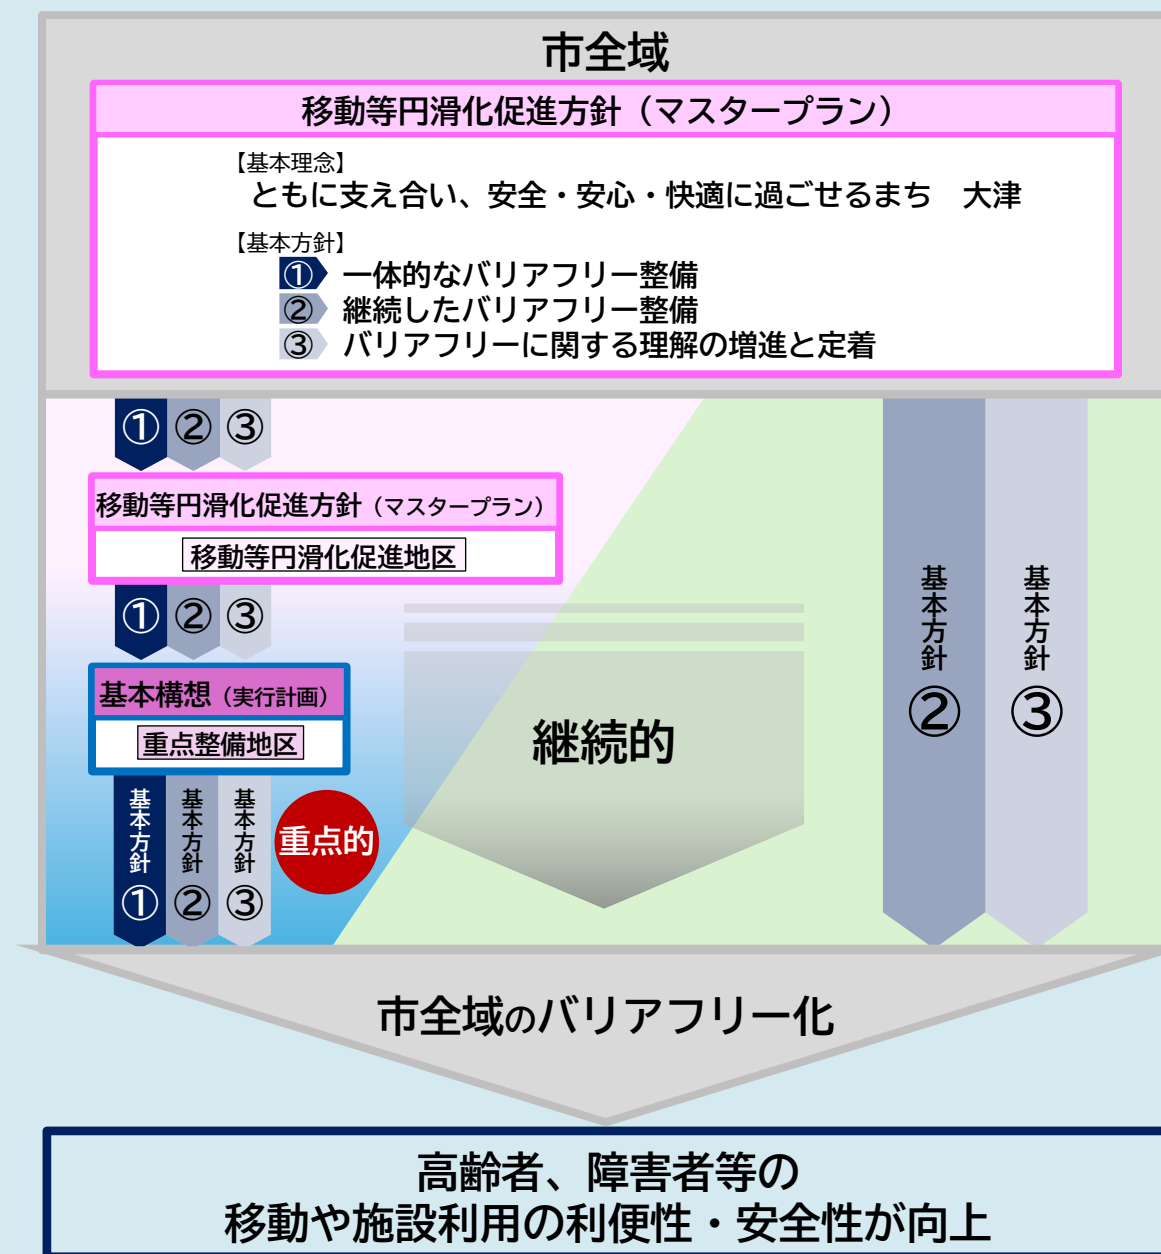 市全域
移動等円滑化促進方針（マスタープラン）
【基本理念】
ともに支え合い、安全・安心・快適に過ごせるまち　大津
【基本方針】
① 一体的なバリアフリー整備
② 継続したバリアフリー整備
③ バリアフリーに関する理解の増進と定着
① ② ③
移動等円滑化促進方針（マスタープラン）
移動等円滑化促進地区
① ② ③
基本構想（実行計画）
重点整備地区
基本方針①
基本方針②
基本方針③
重点的
継続的
基本方針②
基本方針③
市全域のバリアフリー化
高齢者、障害者等の
移動や施設利用の利便性・安全性が向上